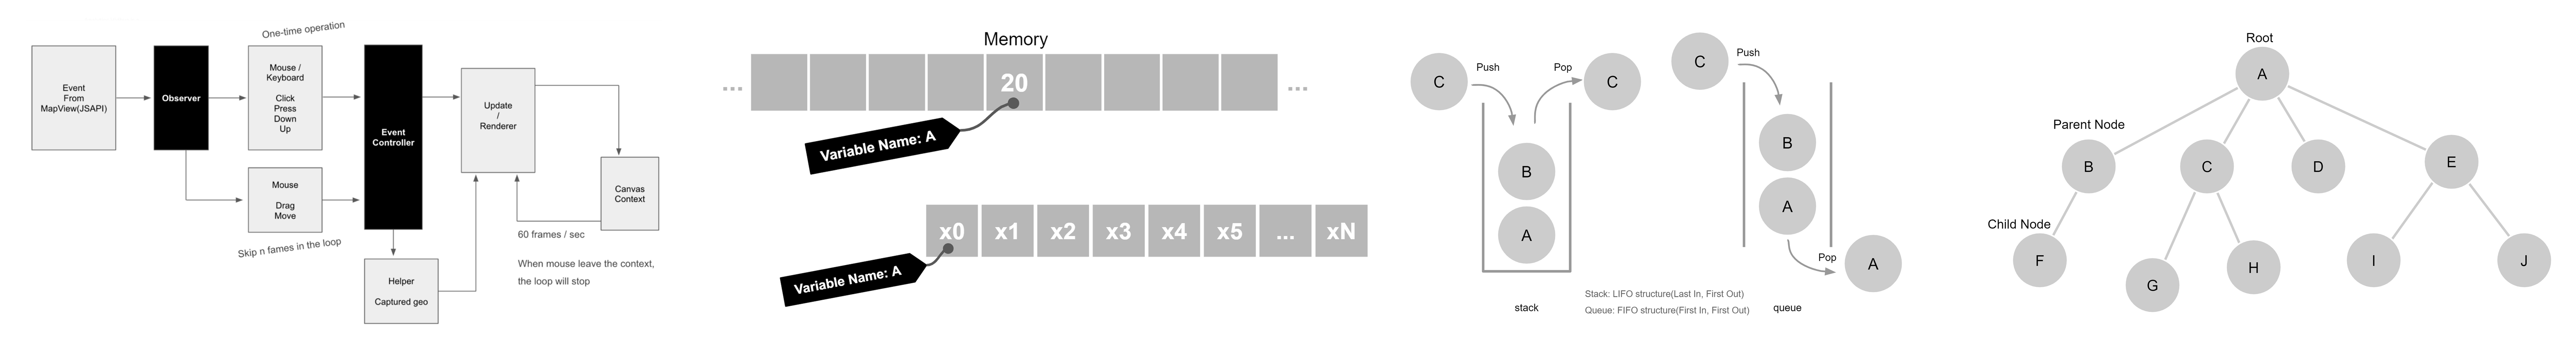 One-time operation
Event
From
MapView(JSAPI)
Observer
Mouse /
Keyboard
Click
Press
Down
Up
Mouse
Drag
Move
Skip n fames in the loop
Event
Controller
Helper
Captured geo
Update
/
Renderer
Canvas
Context
60 frames / sec
When mouse leave the context,
the loop will stop
Memory
...
20
...
Variable Name: A
x0 x1 x2 x3 x4 x5 ... xN
Variable Name: A
C
Push
Pop
C
B
A
stack
C
Push
B
A
Pop
A
queue
Stack: LIFO structure(Last In, First Out)
Queue: FIFO structure(First In, First Out)
Root
A
Parent Node
B C D E
Child Node
F G H I J